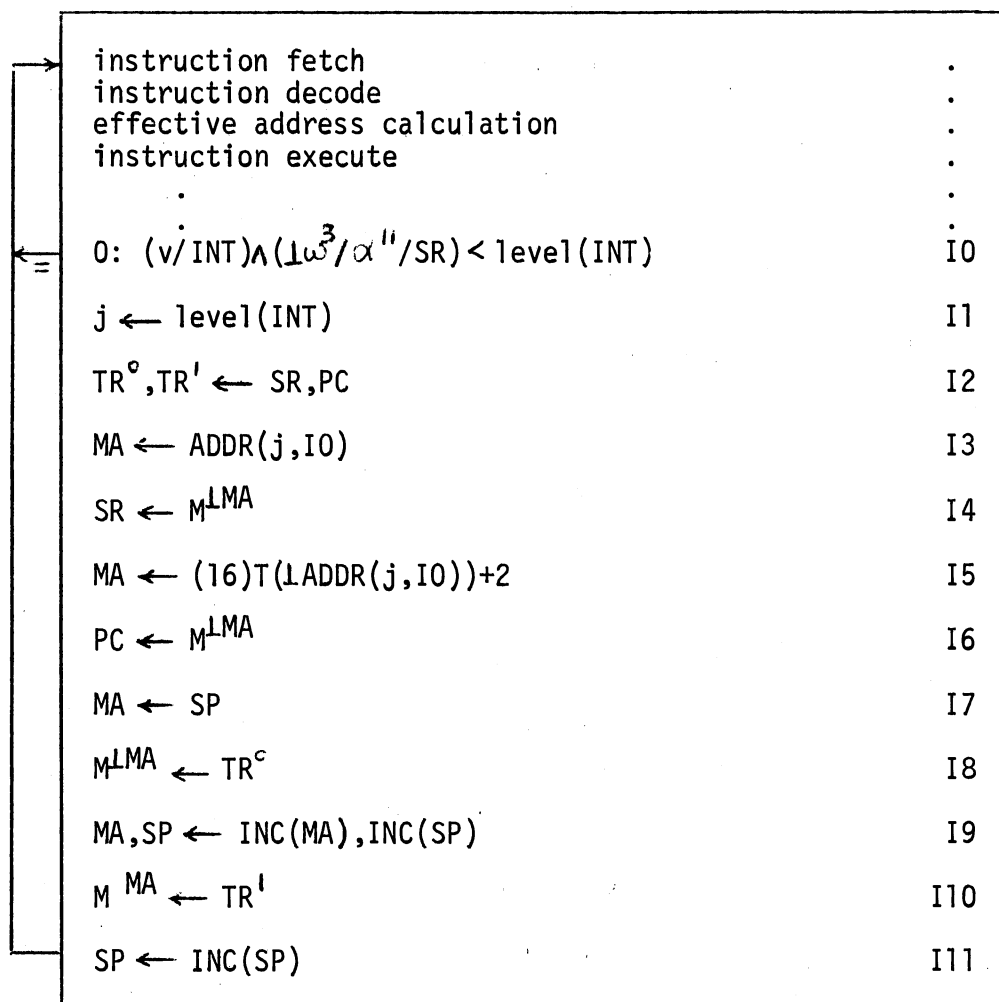 instruction fetch .
instruction decode .
effective address calculation .
instruction execute .
. .
= 0: (v/INT)∧(⊥ω³/α¹¹/SR) < level(INT) I0
j ← level(INT) I1
TR⁰,TR¹ ← SR,PC I2
MA ← ADDR(j,IO) I3
SR ← M^⊥MA I4
MA ← (16)T(⊥ADDR(j,IO))+2 I5
PC ← M^⊥MA I6
MA ← SP I7
M^⊥MA ← TR⁰ I8
MA,SP ← INC(MA),INC(SP) I9
M^MA ← TR¹ I10
SP ← INC(SP) I11